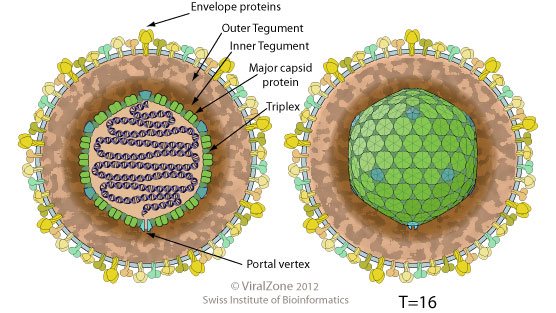 Envelope proteins
Outer Tegument
Inner Tegument
Major capsid
protein
Triplex
Portal vertex
© ViralZone 2012
Swiss Institute of Bioinformatics
T=16